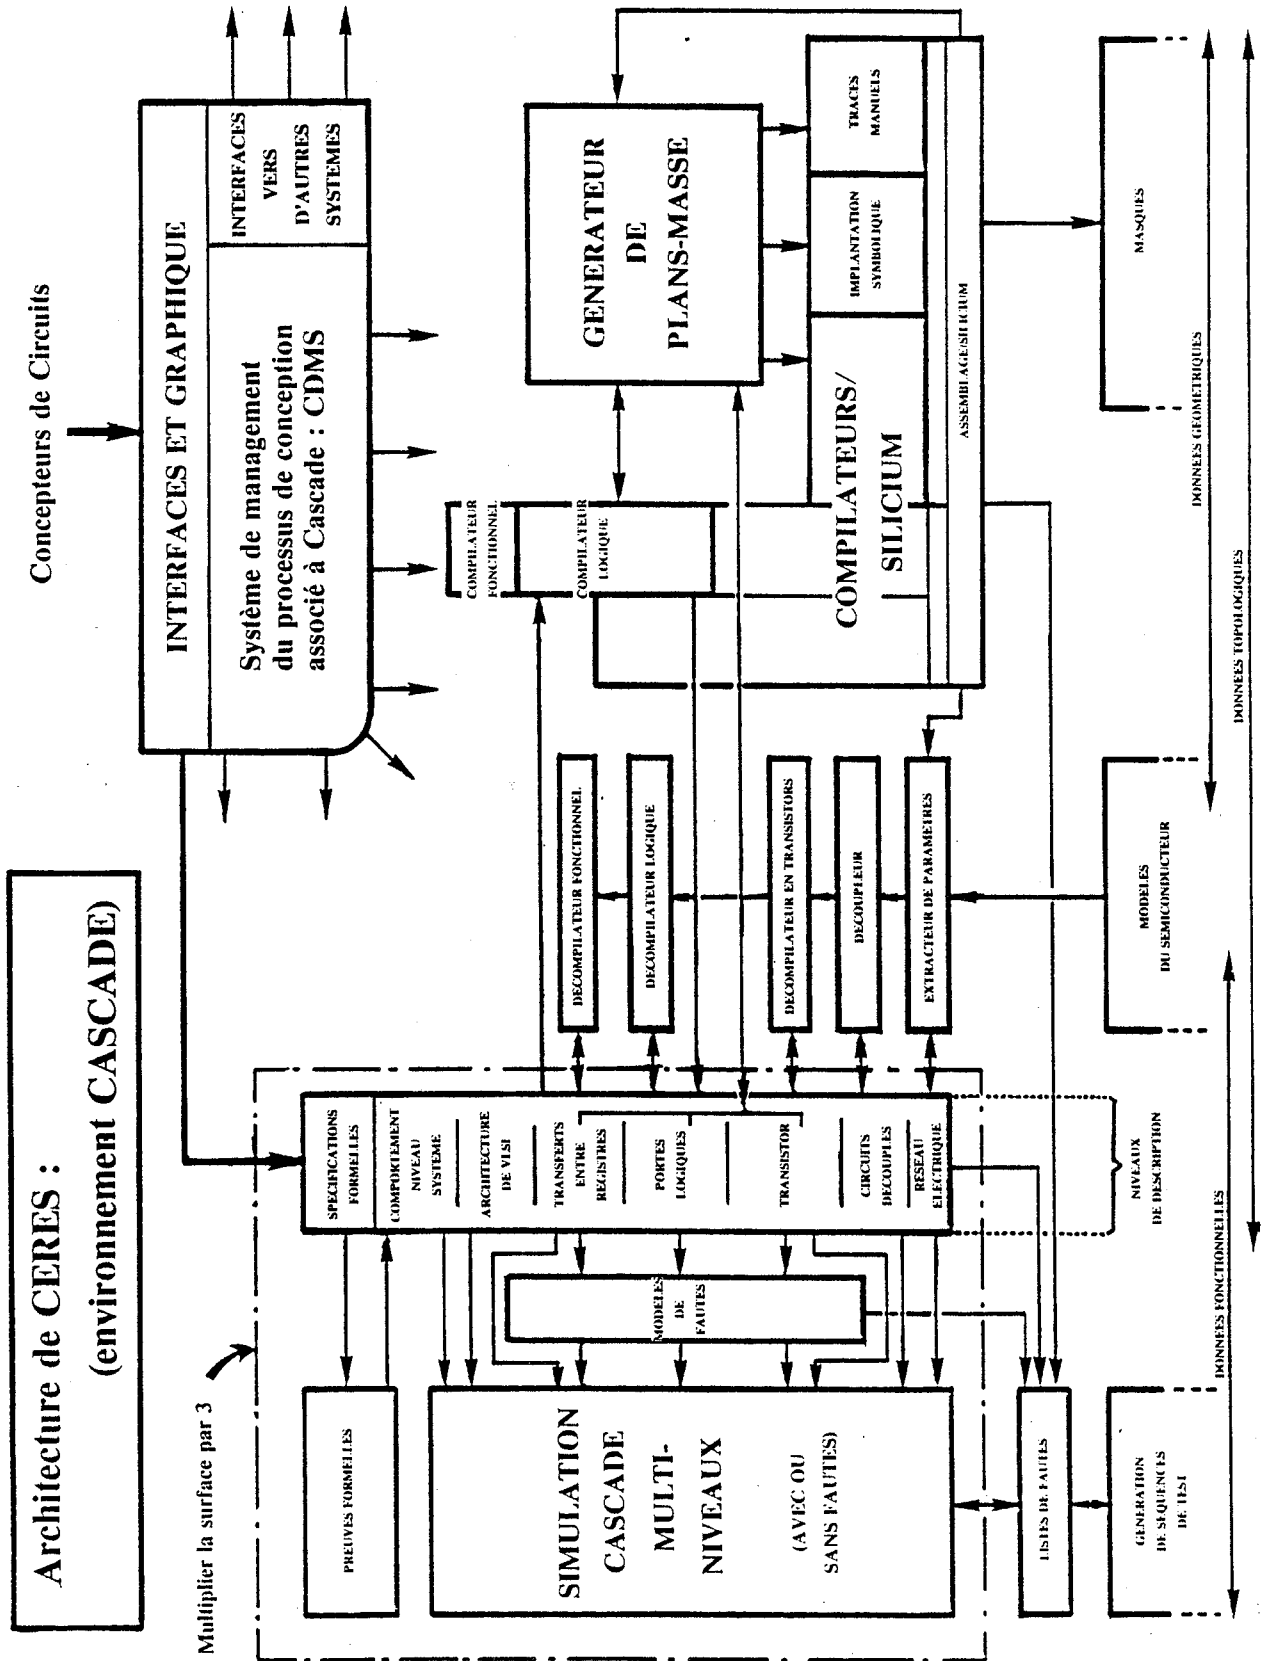 Architecture de CERES :
(environnement CASCADE)
Concepteurs de Circuits
INTERFACES ET GRAPHIQUE
Système de management
du processus de conception
associé à Cascade : CDMS
INTERFACES
VERS
D'AUTRES
SYSTEMES
Multiplier la surface par 3
SPECIFICATIONS
FORMELLES
COMPORTEMENT
NIVEAU
SYSTEME
ARCHITECTURE
DE VLSI
TRANSFERTS
ENTRE
REGISTRES
PORTES
LOGIQUES
TRANSISTOR
CIRCUITS
DECOUPLES
RESEAU
ELECTRIQUE
NIVEAUX
DE DESCRIPTION
PREUVES FORMELLES
MODELES
DE
FAUTES
SIMULATION
CASCADE
MULTI-
NIVEAUX
(AVEC OU
SANS FAUTES)
LISTES DE FAUTES
GENERATION
DE SEQUENCES
DE TEST
DECOMPILATEUR FONCTIONNEL
DECOMPILATEUR LOGIQUE
DECOMPILATEUR EN TRANSISTORS
DECOUPLEUR
EXTRACTEUR DE PARAMETRES
MODELES
DU SEMICONDUCTEUR
COMPILATEUR
FONCTIONNEL
COMPILATEUR
LOGIQUE
GENERATEUR
DE
PLANS-MASSE
COMPILATEURS/
SILICIUM
IMPLANTATION
SYMBOLIQUE
TRACES
MANUELS
ASSEMBLAGE/SILICIUM
MASQUES
DONNEES GEOMETRIQUES
DONNEES FONCTIONNELLES
DONNEES TOPOLOGIQUES